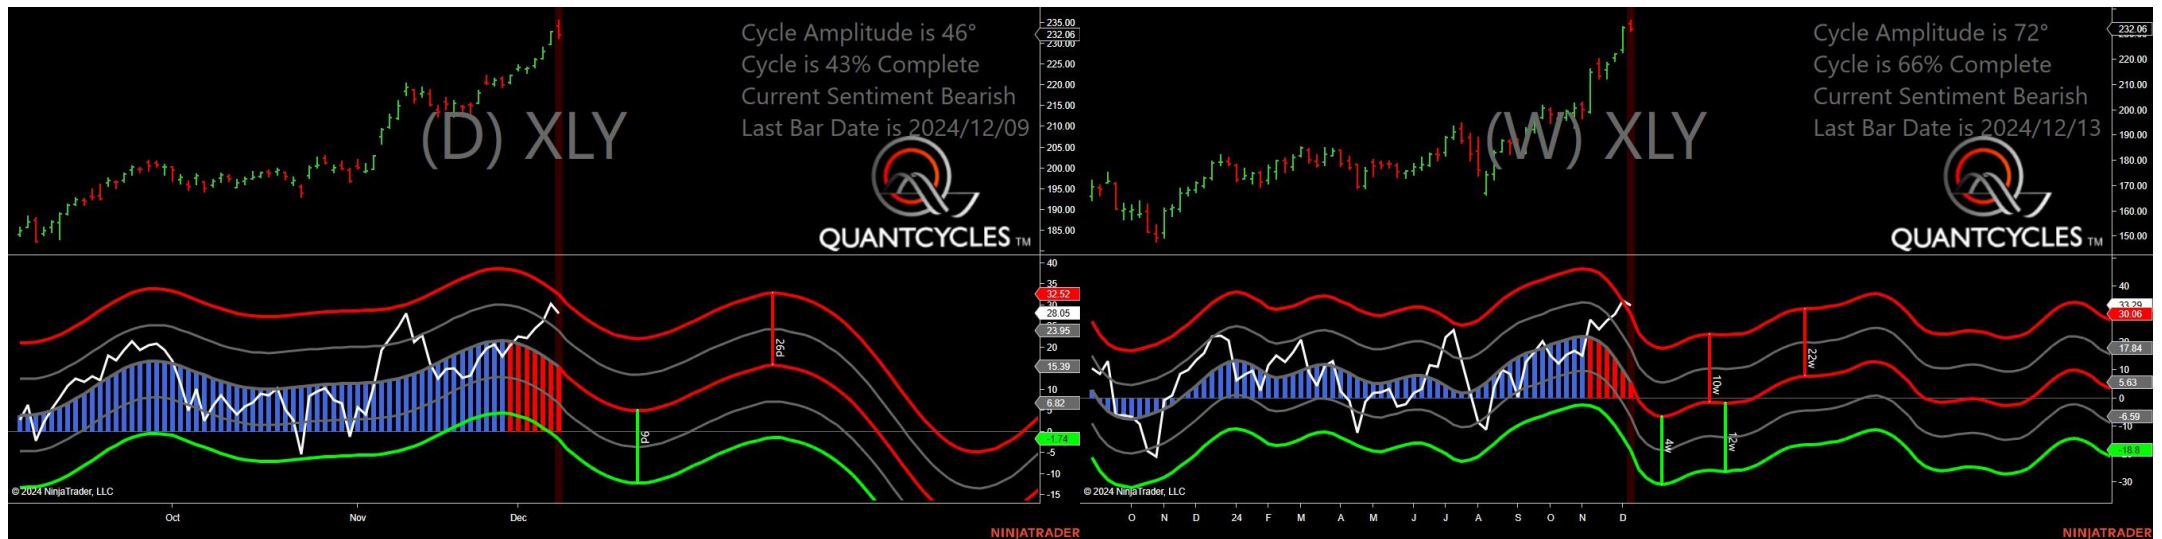 Cycle Amplitude is 46°
Cycle is 43% Complete
Current Sentiment Bearish
Last Bar Date is 2024/12/09
(D) XLY
QUANTCYCLES TM
235.00
232.06
230.00
225.00
220.00
215.00
210.00
205.00
200.00
195.00
190.00
185.00
40
32.52
30
28.05
23.95
20
15.39
10
6.82
-1.74
-5
-10
-15
26d
9d
© 2024 NinjaTrader, LLC
Oct Nov Dec
NINJATRADER
Cycle Amplitude is 72°
Cycle is 66% Complete
Current Sentiment Bearish
Last Bar Date is 2024/12/13
(W) XLY
QUANTCYCLES TM
232.06
220.00
210.00
200.00
190.00
180.00
170.00
160.00
150.00
40
33.29
30.06
17.84
10
5.63
0
-6.59
-10
-18.8
-30
10w
22w
4w
12w
© 2024 NinjaTrader, LLC
O N D 24 F M A M J J A S O N D
NINJATRADER